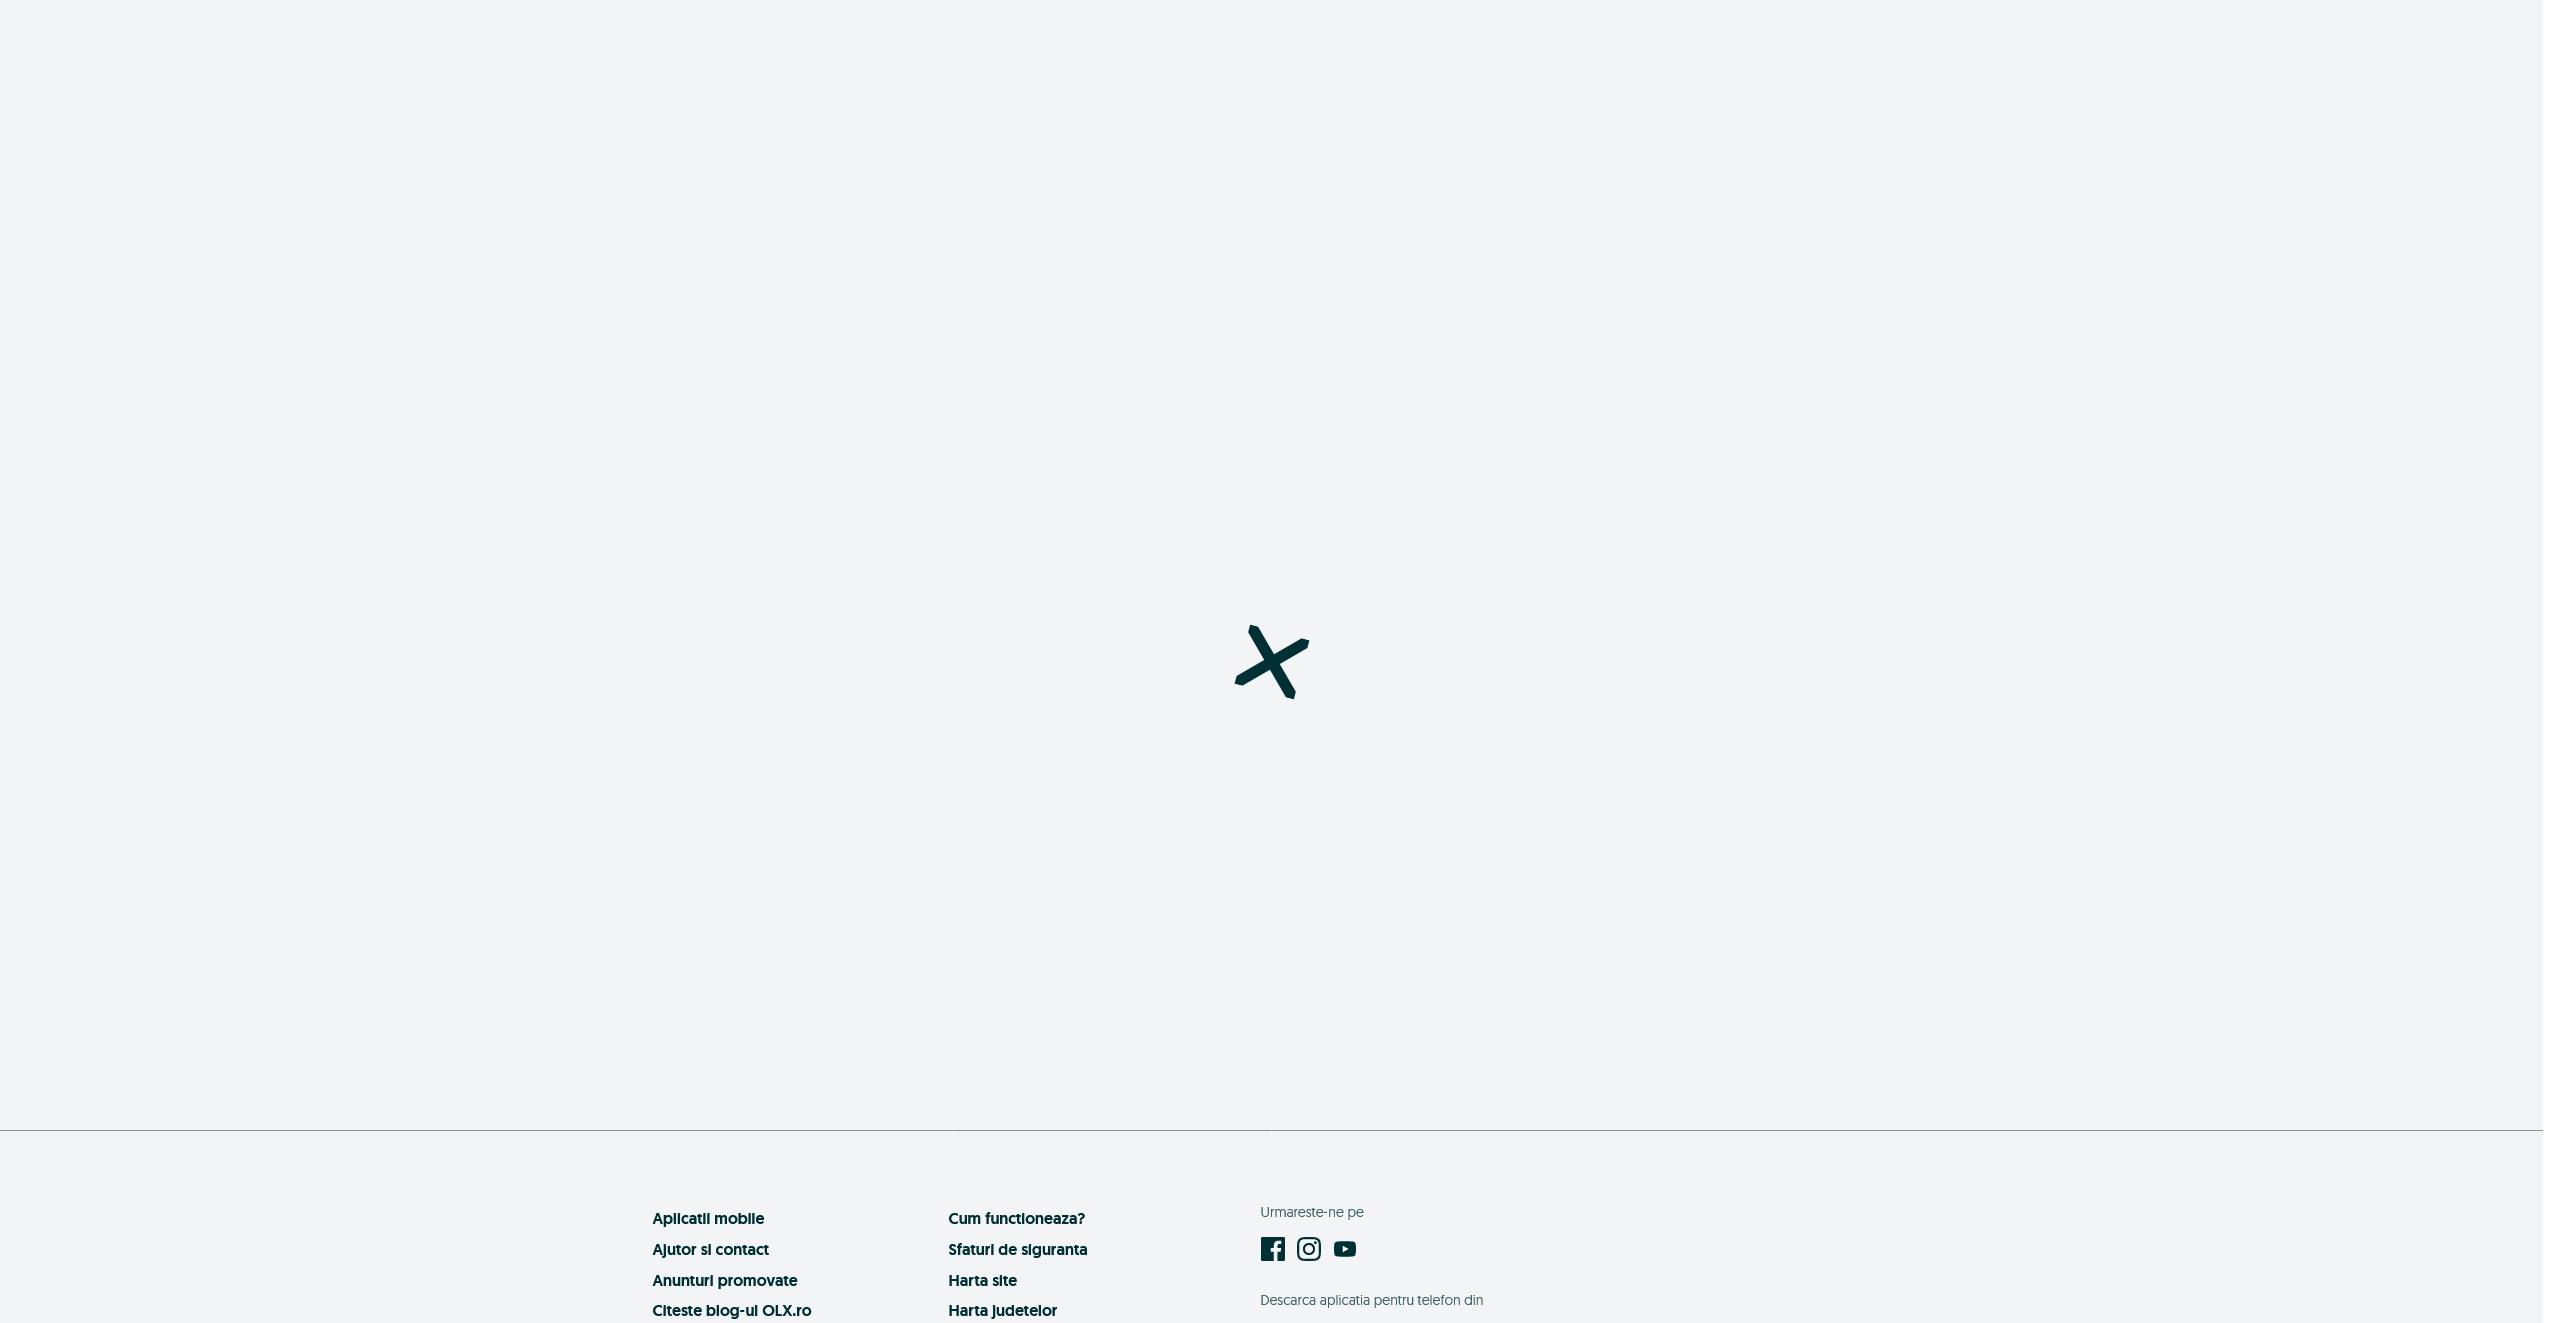 Aplicatii mobile
Ajutor si contact
Anunturi promovate
Citeste blog-ul OLX.ro
Cum functioneaza?
Sfaturi de siguranta
Harta site
Harta judetelor
Urmareste-ne pe
Descarca aplicatia pentru telefon din